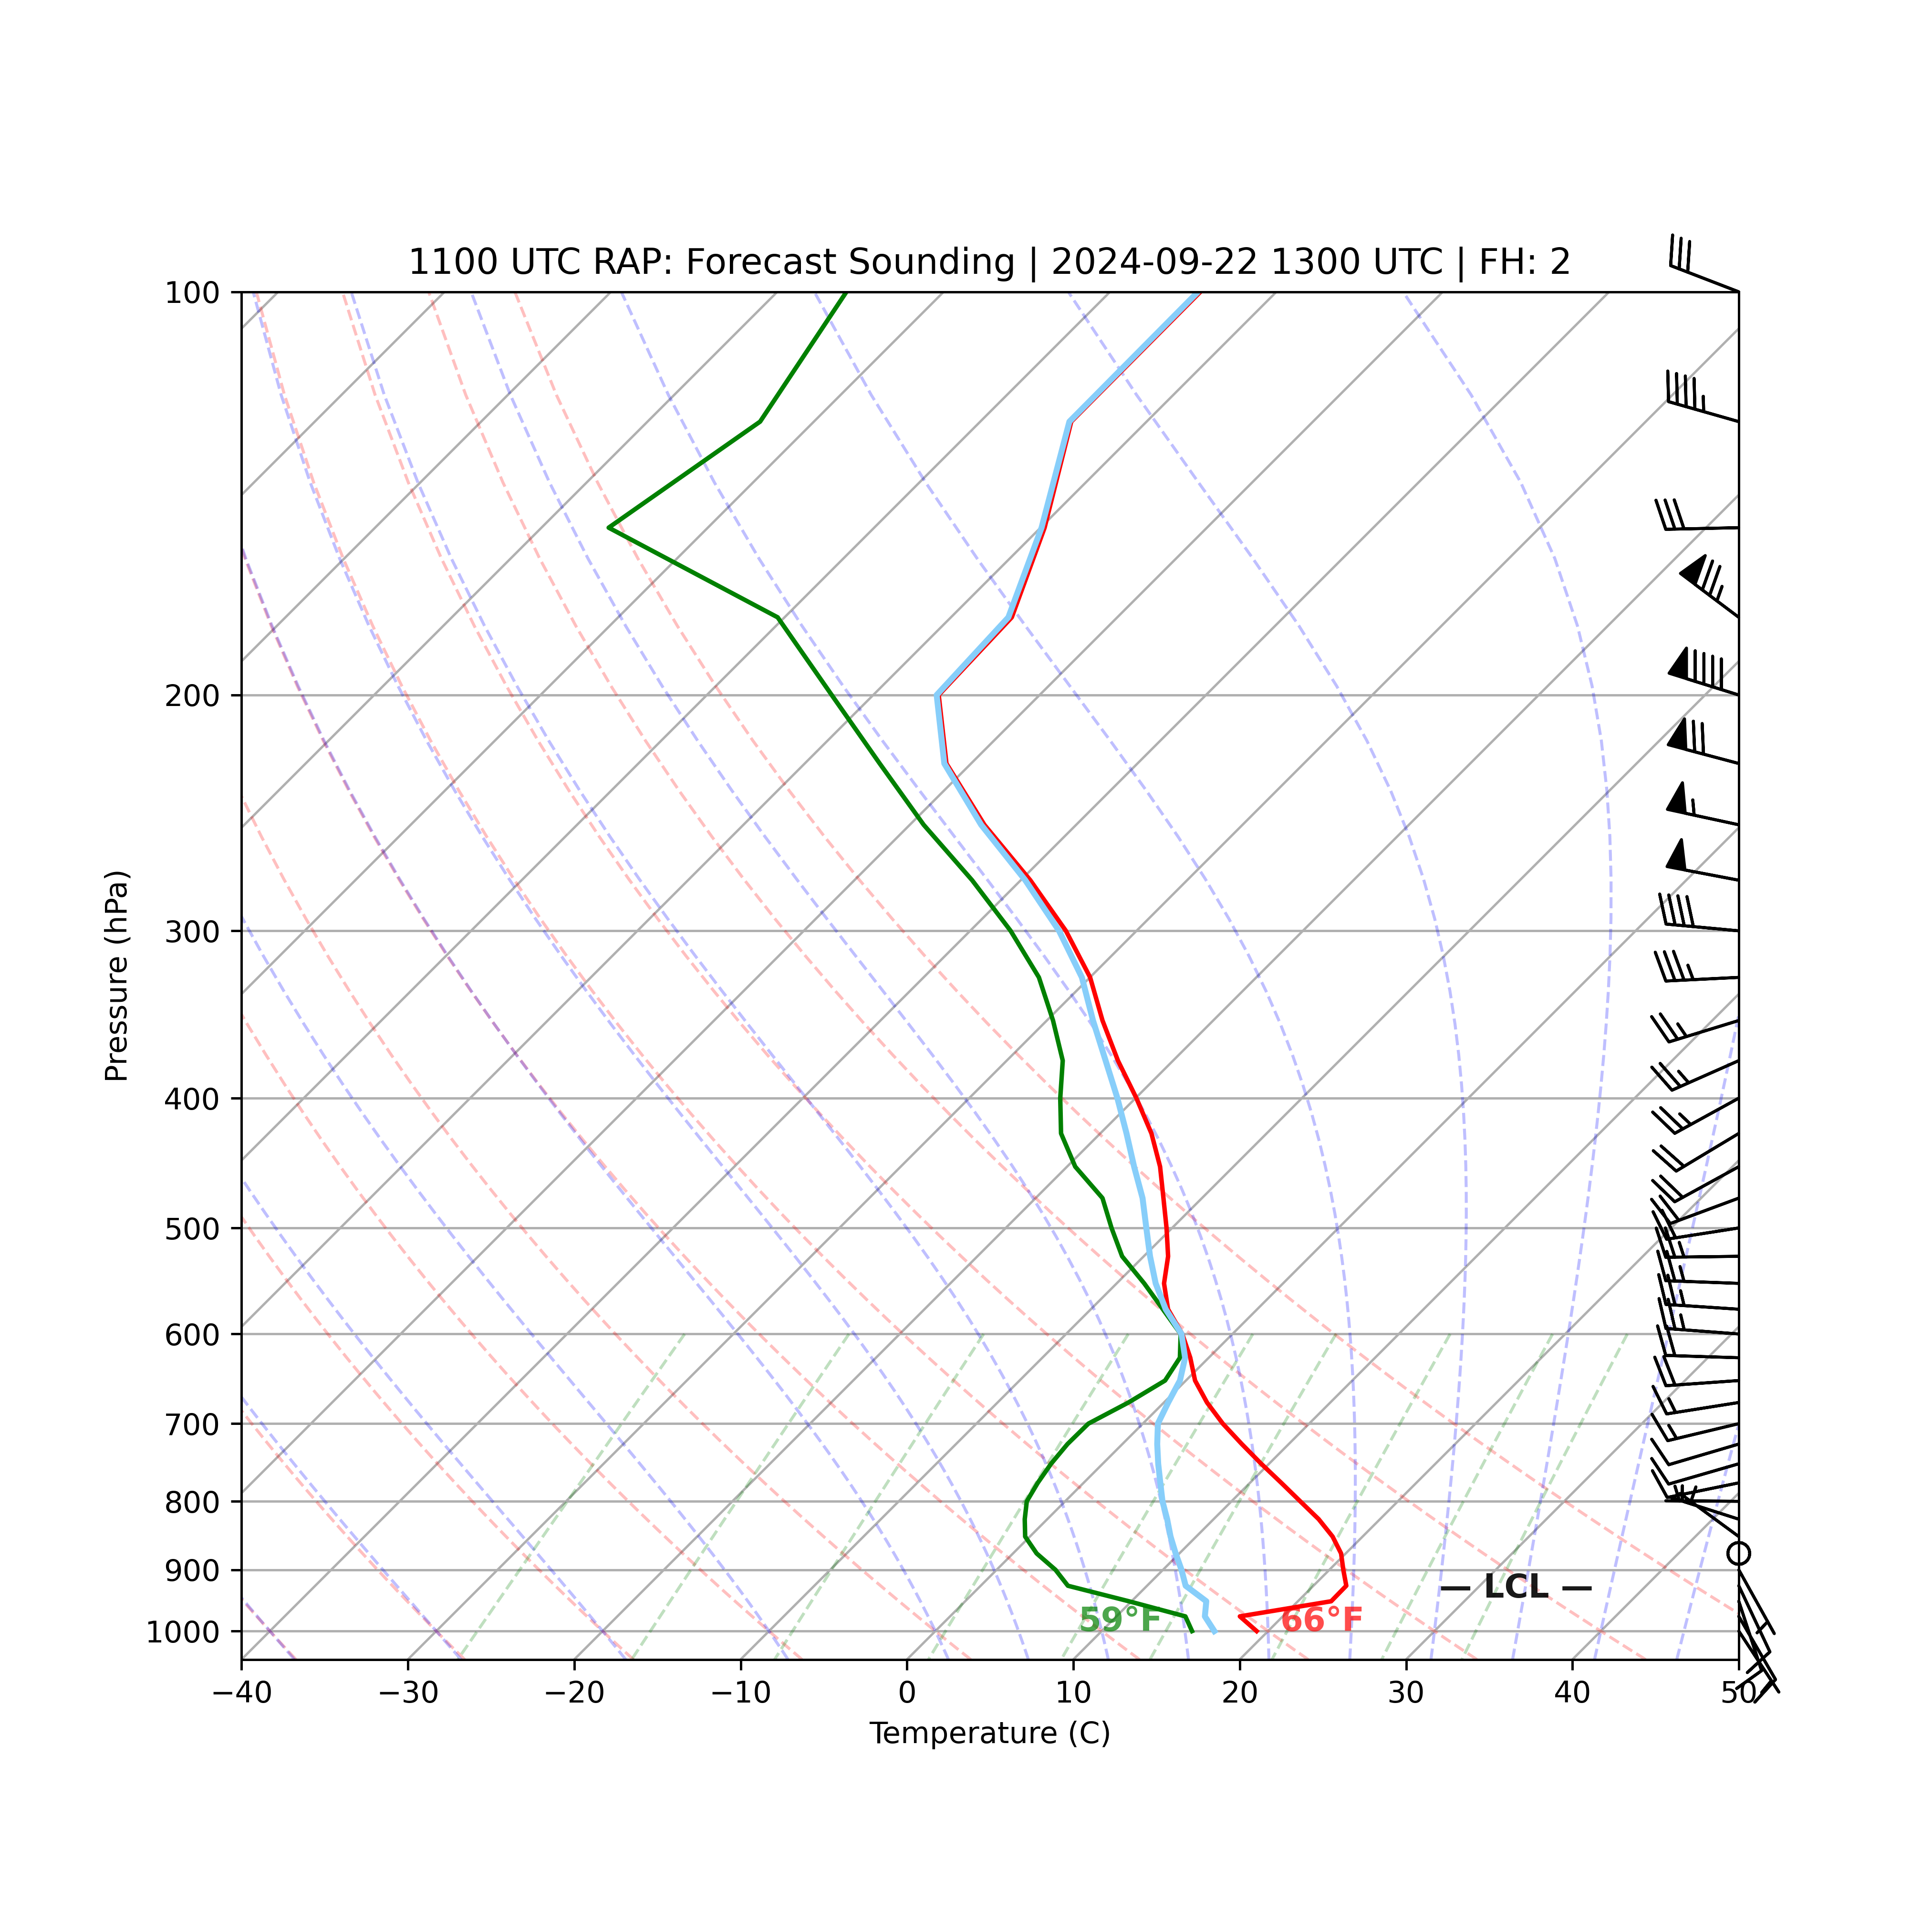 1100 UTC RAP: Forecast Sounding | 2024-09-22 1300 UTC | FH: 2
100
200
300
400
500
600
700
800
900
1000
Pressure (hPa)
— LCL —
59°F
66°F
−40 −30 −20 −10 0 10 20 30 40 50
Temperature (C)